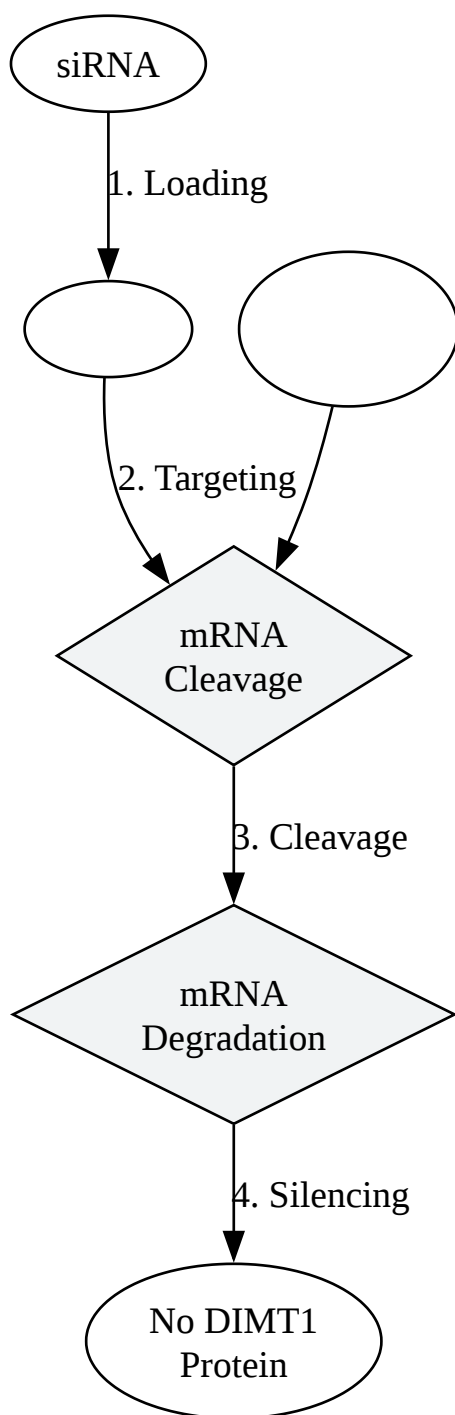 siRNA
1. Loading
2. Targeting
mRNA
Cleavage
3. Cleavage
mRNA
Degradation
4. Silencing
No DIMT1
Protein